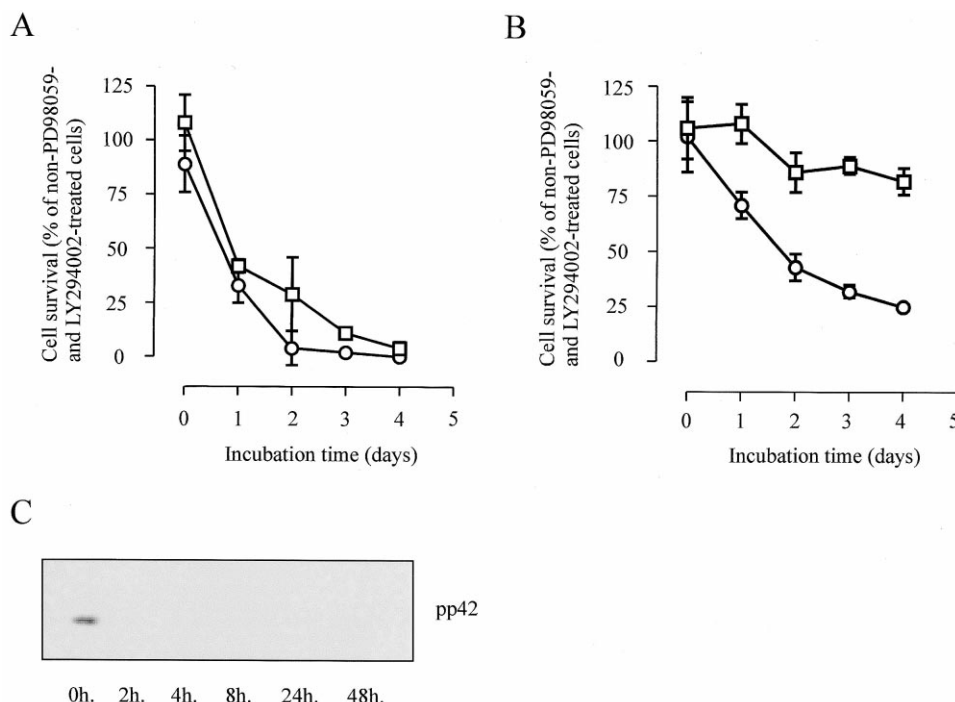 A
Cell survival (% of non-PD98059-
and LY294002-treated cells)
125
100
75
50
25
0
0 1 2 3 4 5
Incubation time (days)
B
Cell survival (% of non-PD98059-
and LY294002-treated cells)
125
100
75
50
25
0
0 1 2 3 4 5
Incubation time (days)
C
pp42
0h. 2h. 4h. 8h. 24h. 48h.